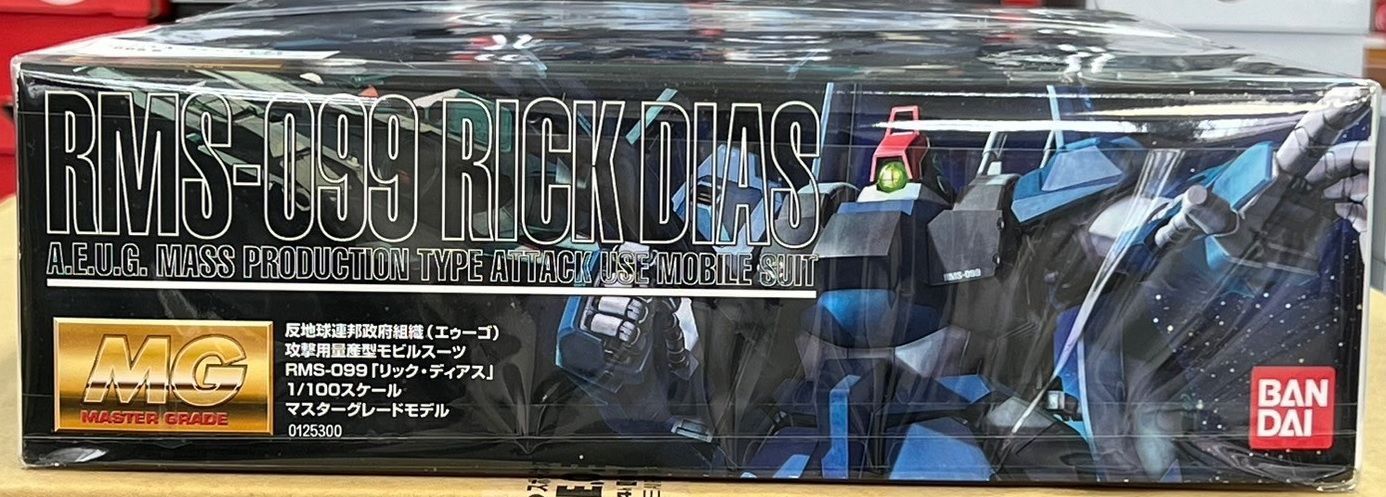 RMS-099 RICK DIAS
A.E.U.G. MASS PRODUCTION TYPE ATTACK USE MOBILE SUIT
MG
MASTER GRADE
反地球連邦政府組織(エゥーゴ)
攻撃用量産型モビルスーツ
RMS-099「リック・ディアス」
1/100スケール
マスターグレードモデル
0125300
RMS-099
BAN
DAI